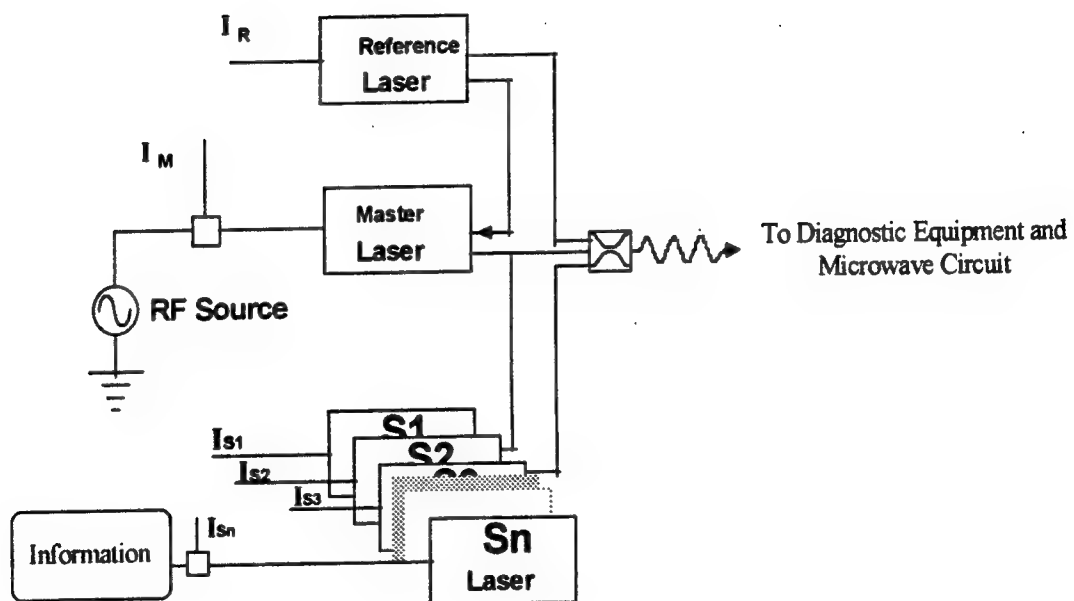 I R
Reference
Laser
I M
Master
Laser
To Diagnostic Equipment and
Microwave Circuit
RF Source
S1
IS1
S2
IS2
IS3
ISn
Information
Sn
Laser